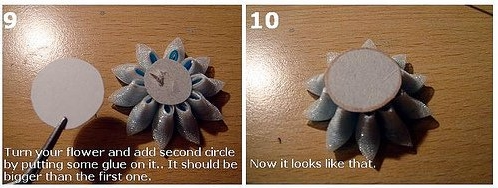 9
Turn your flower and add second circle
by putting some glue on it.. It should be
bigger than the first one.
10
Now it looks like that.